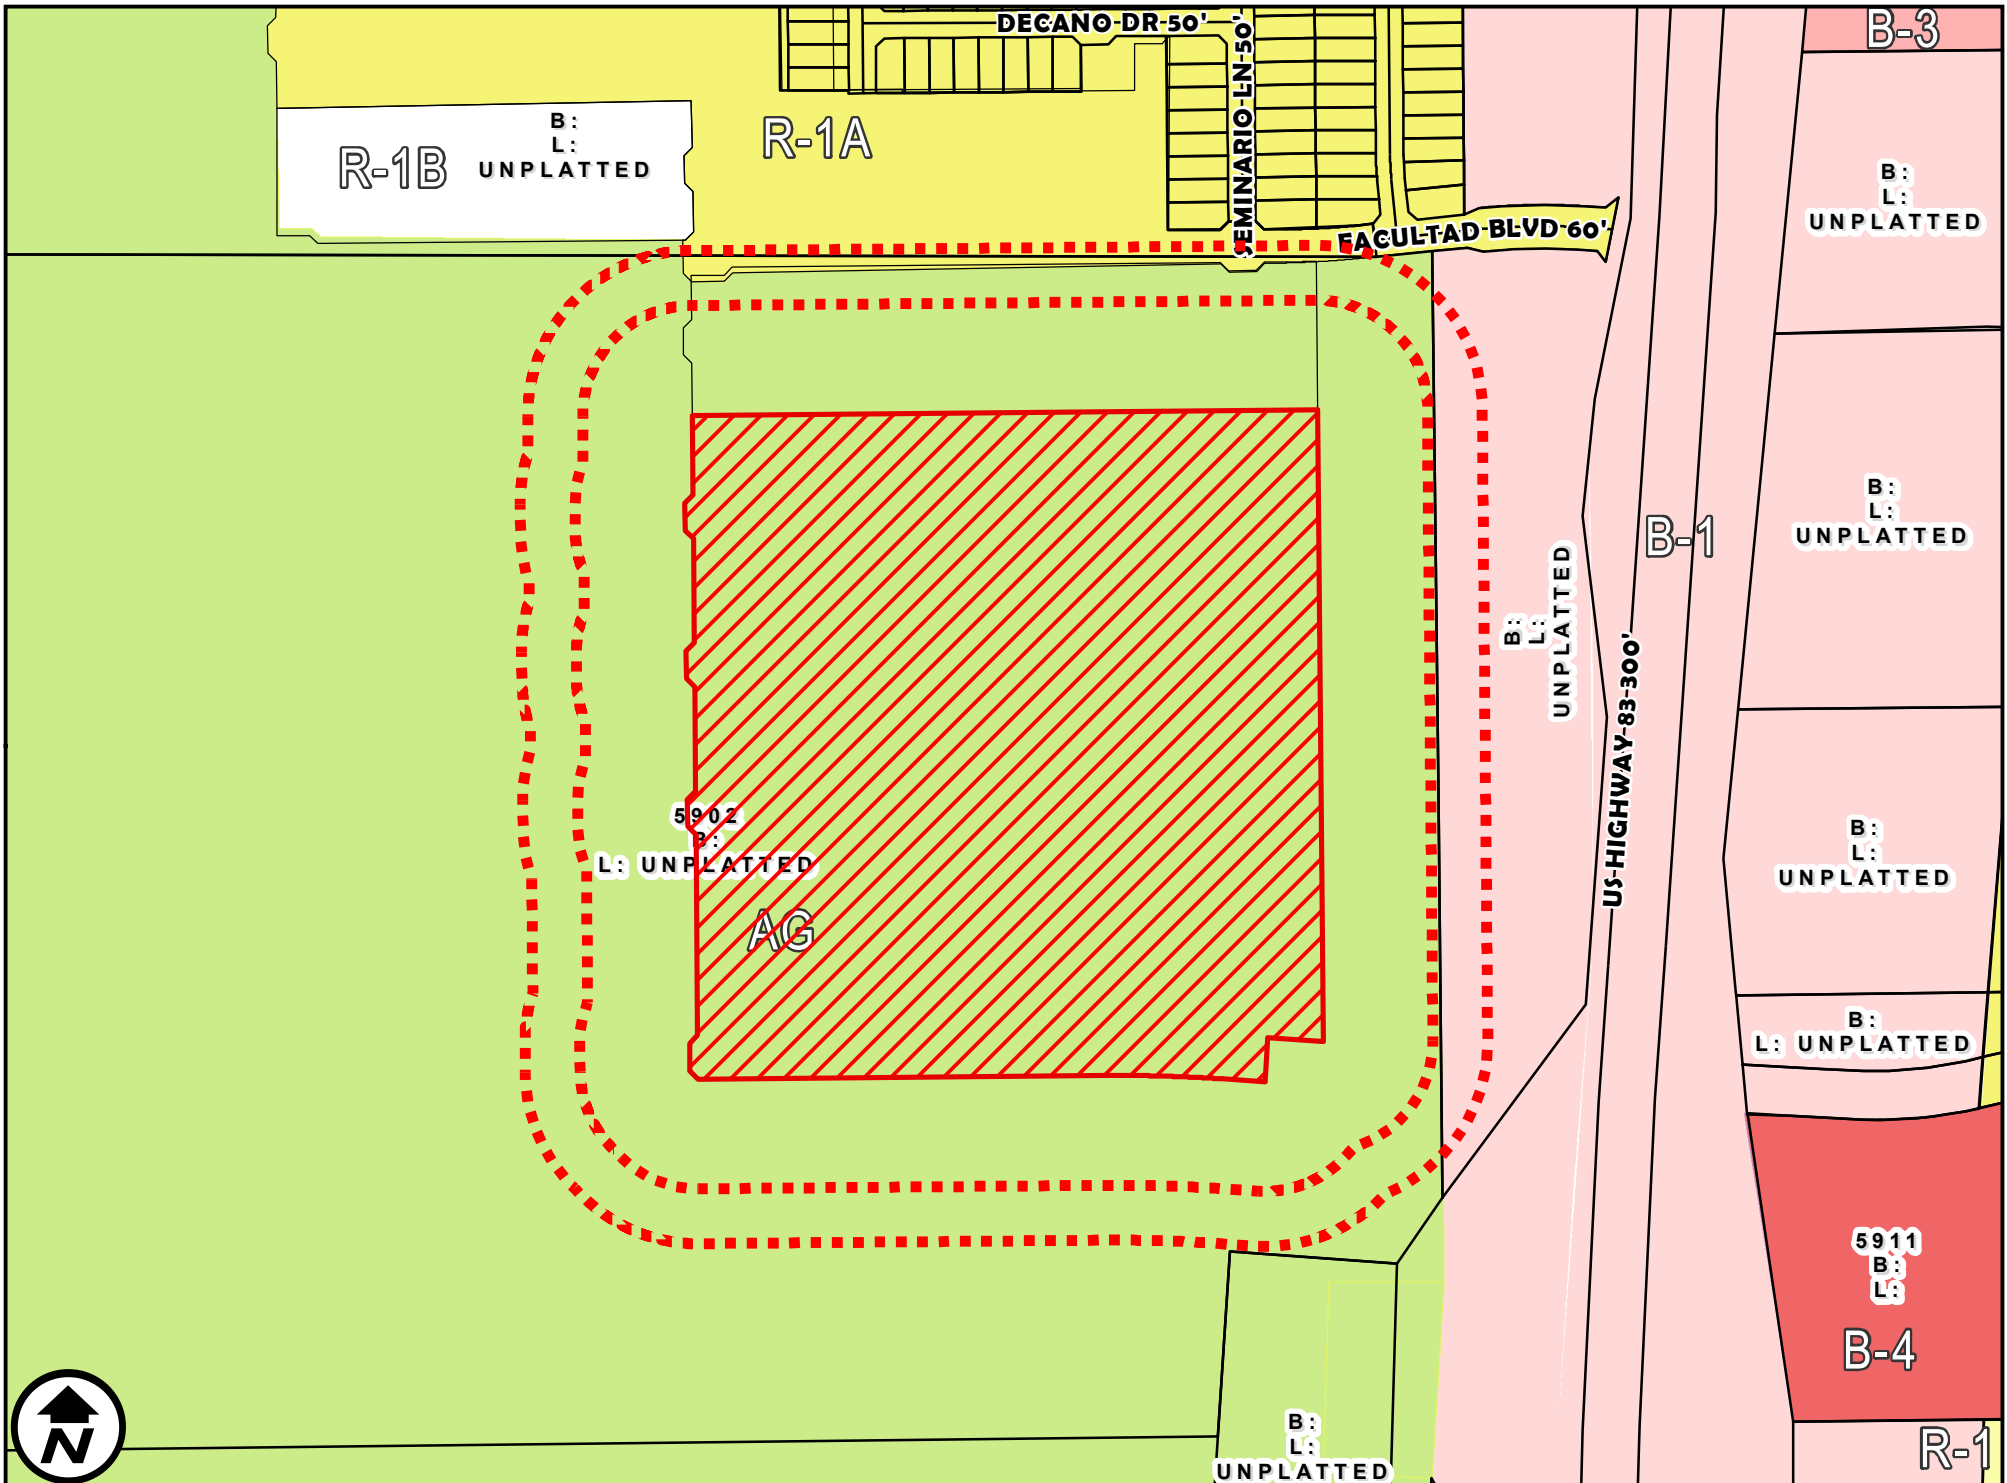 DECANO DR 50'
B-3
SEMINARIO LN 50'
R-1B
B:
L:
UNPLATTED
R-1A
B:
L:
UNPLATTED
FACULTAD BLVD 60'
B:
L:
UNPLATTED
B-1
B:
L:
UNPLATTED
US HIGHWAY 83 300'
5902
B:
L: UNPLATTED
AG
B:
L:
UNPLATTED
B:
L: UNPLATTED
5911
B:
L:
B-4
B:
L:
UNPLATTED
R-1
N